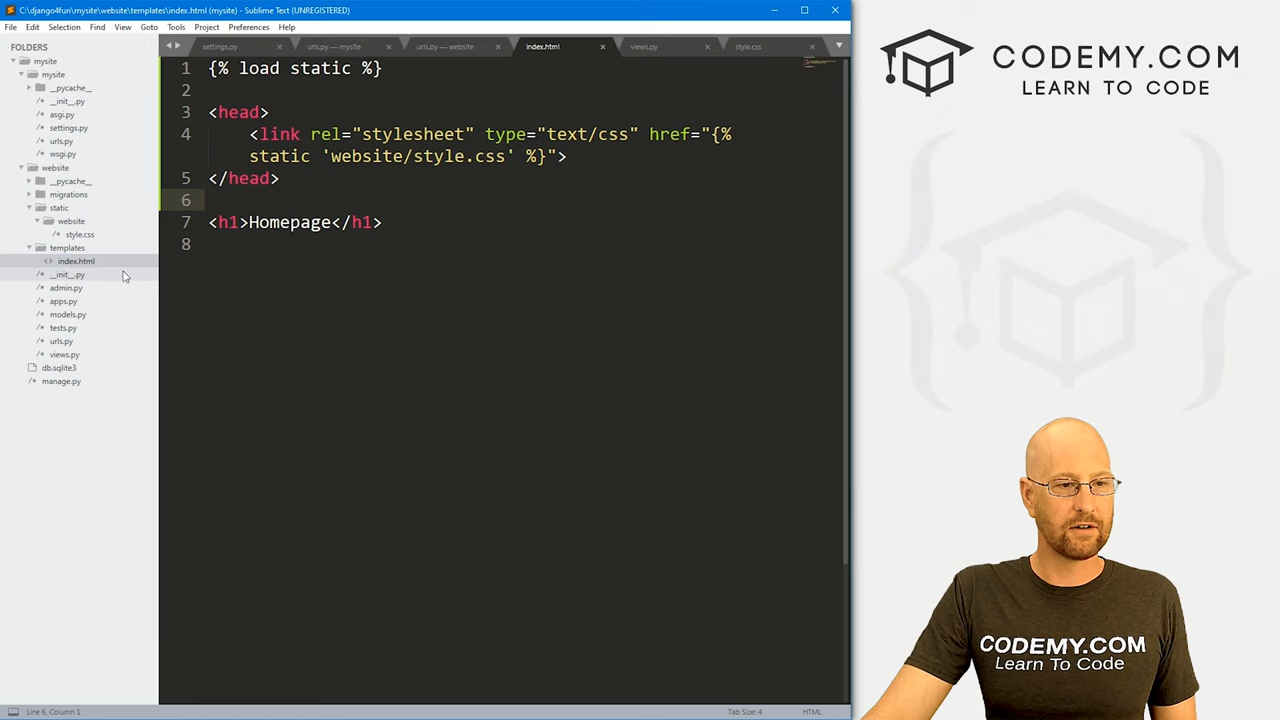 C:\django4fun\mysite\website\templates\index.html (mysite) - Sublime Text (UNREGISTERED)
File Edit Selection Find View Goto Tools Project Preferences Help
FOLDERS
mysite
mysite
__pycache__
__init__.py
asgi.py
settings.py
urls.py
wsgi.py
website
__pycache__
migrations
static
website
style.css
templates
index.html
__init__.py
admin.py
apps.py
models.py
tests.py
urls.py
views.py
db.sqlite3
manage.py
settings.py urls.py — mysite urls.py — website index.html views.py style.css
1 {% load static %}
2
3 <head>
4 <link rel="stylesheet" type="text/css" href="{%
static 'website/style.css' %}">
5 </head>
6
7 <h1>Homepage</h1>
8
Line 6, Column 1
Tab Size: 4 HTML
CODEMY.COM
LEARN TO CODE
CODEMY.COM
Learn To Code